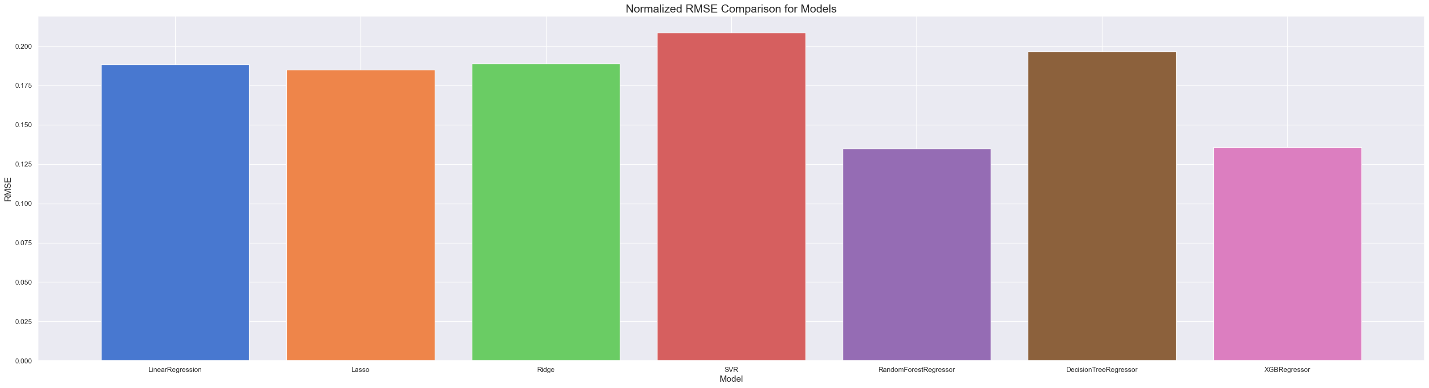 Normalized RMSE Comparison for Models
0.200
0.175
0.150
0.125
0.100
0.075
0.050
0.025
0.000
RMSE
LinearRegression Lasso Ridge SVR RandomForestRegressor DecisionTreeRegressor XGBRegressor
Model